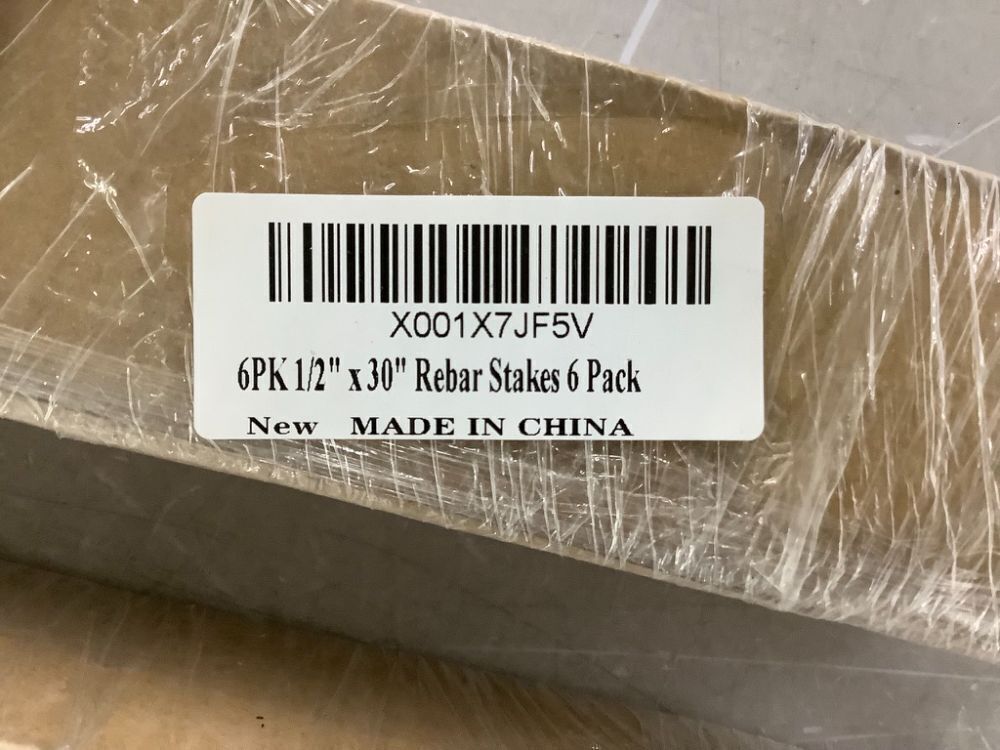 X001X7JF5V
6PK 1/2" x 30" Rebar Stakes 6 Pack
New MADE IN CHINA